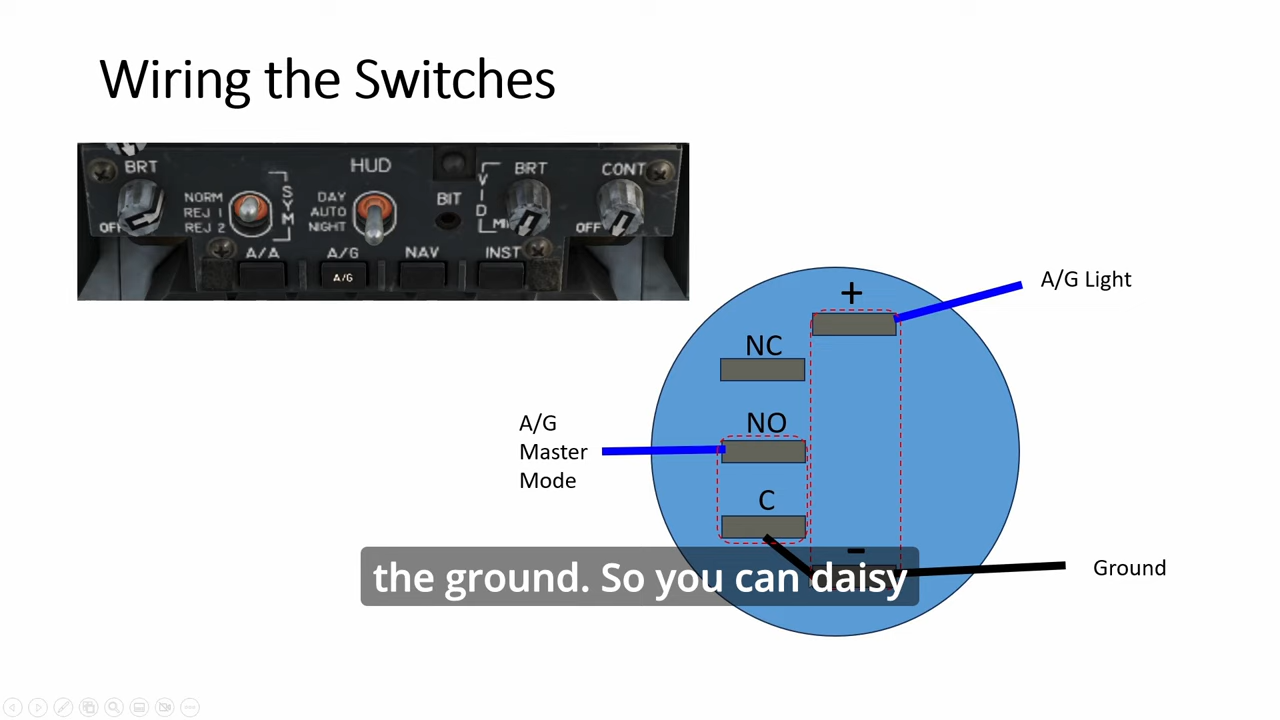 Wiring the Switches
BRT
HUD
BRT
CONT
NORM
REJ 1
REJ 2
SYM
DAY
AUTO
NIGHT
BIT
VID
OFF
A/A
A/G
NAV
INST
A/G
+
A/G Light
NC
NO
A/G
Master
Mode
C
-
Ground
the ground. So you can daisy